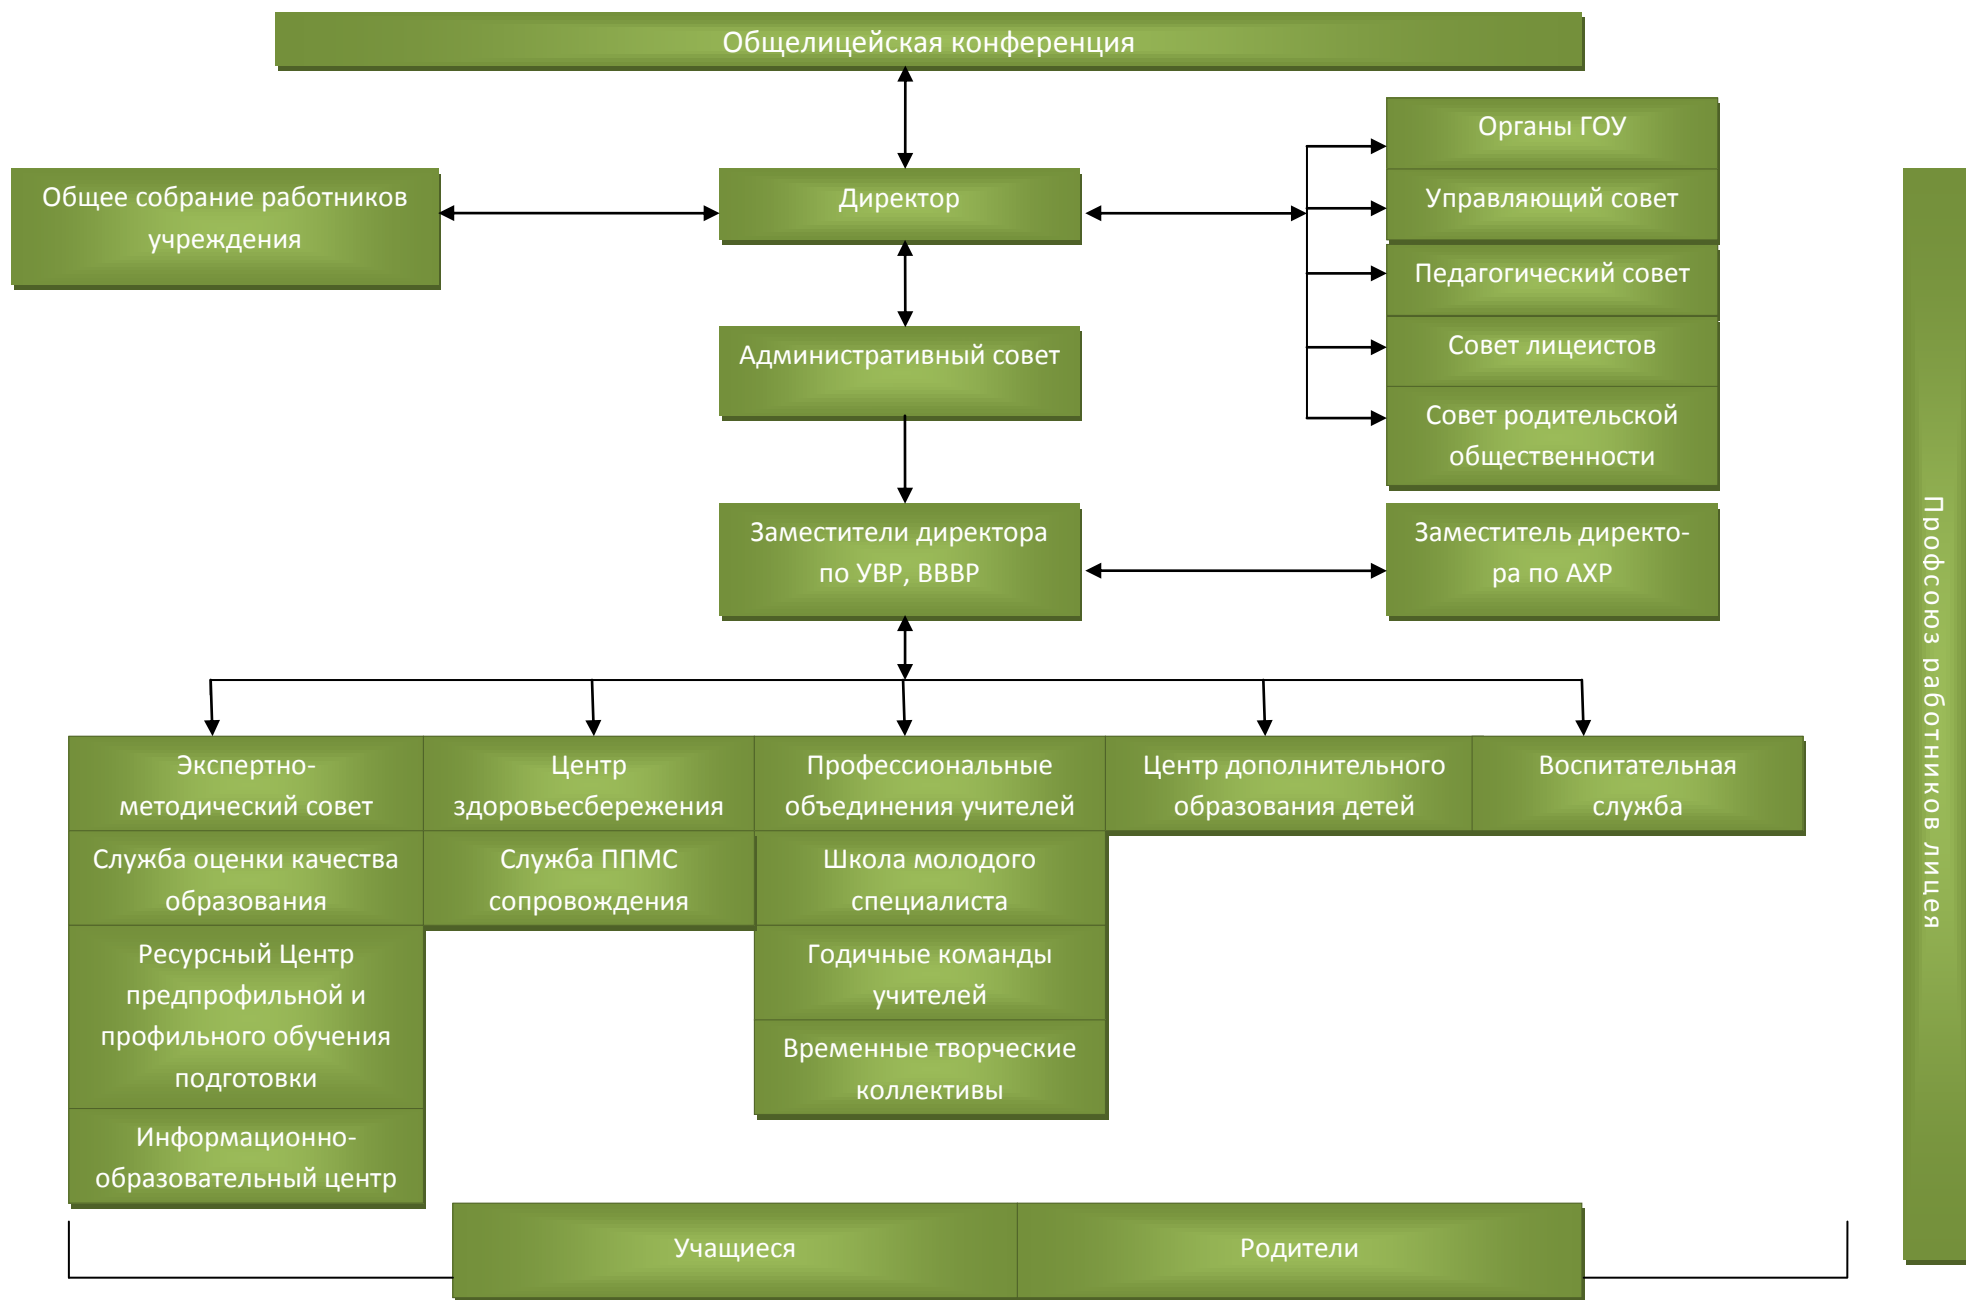 Общелицейская конференция
Органы ГОУ
Общее собрание работников
учреждения
Директор
Управляющий совет
Педагогический совет
Административный совет
Совет лицеистов
Совет родительской
общественности
Заместители директора
по УВР, ВВВР
Заместитель директо-
ра по АХР
Профсоюз работников лицея
Экспертно-
методический совет
Центр
здоровьесбережения
Профессиональные
объединения учителей
Центр дополнительного
образования детей
Воспитательная
служба
Служба оценки качества
образования
Служба ППМС
сопровождения
Школа молодого
специалиста
Ресурсный Центр
предпрофильной и
профильного обучения
подготовки
Годичные команды
учителей
Временные творческие
коллективы
Информационно-
образовательный центр
Учащиеся
Родители